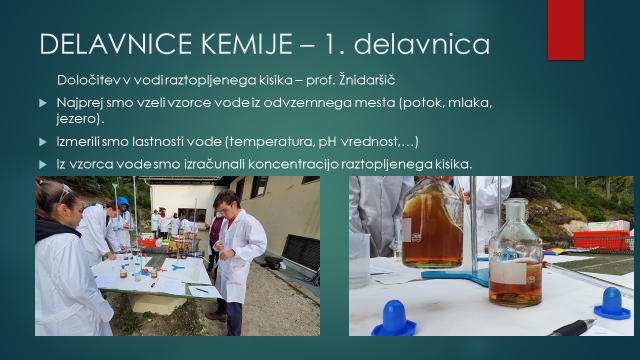 DELAVNICE KEMIJE – 1. delavnica
Določitev v vodi raztopljenega kisika – prof. Žnidaršič
Najprej smo vzeli vzorce vode iz odvzemnega mesta (potok, mlaka,
jezero).
Izmerili smo lastnosti vode (temperatura, pH vrednost,…)
Iz vzorca vode smo izračunali koncentracijo raztopljenega kisika.